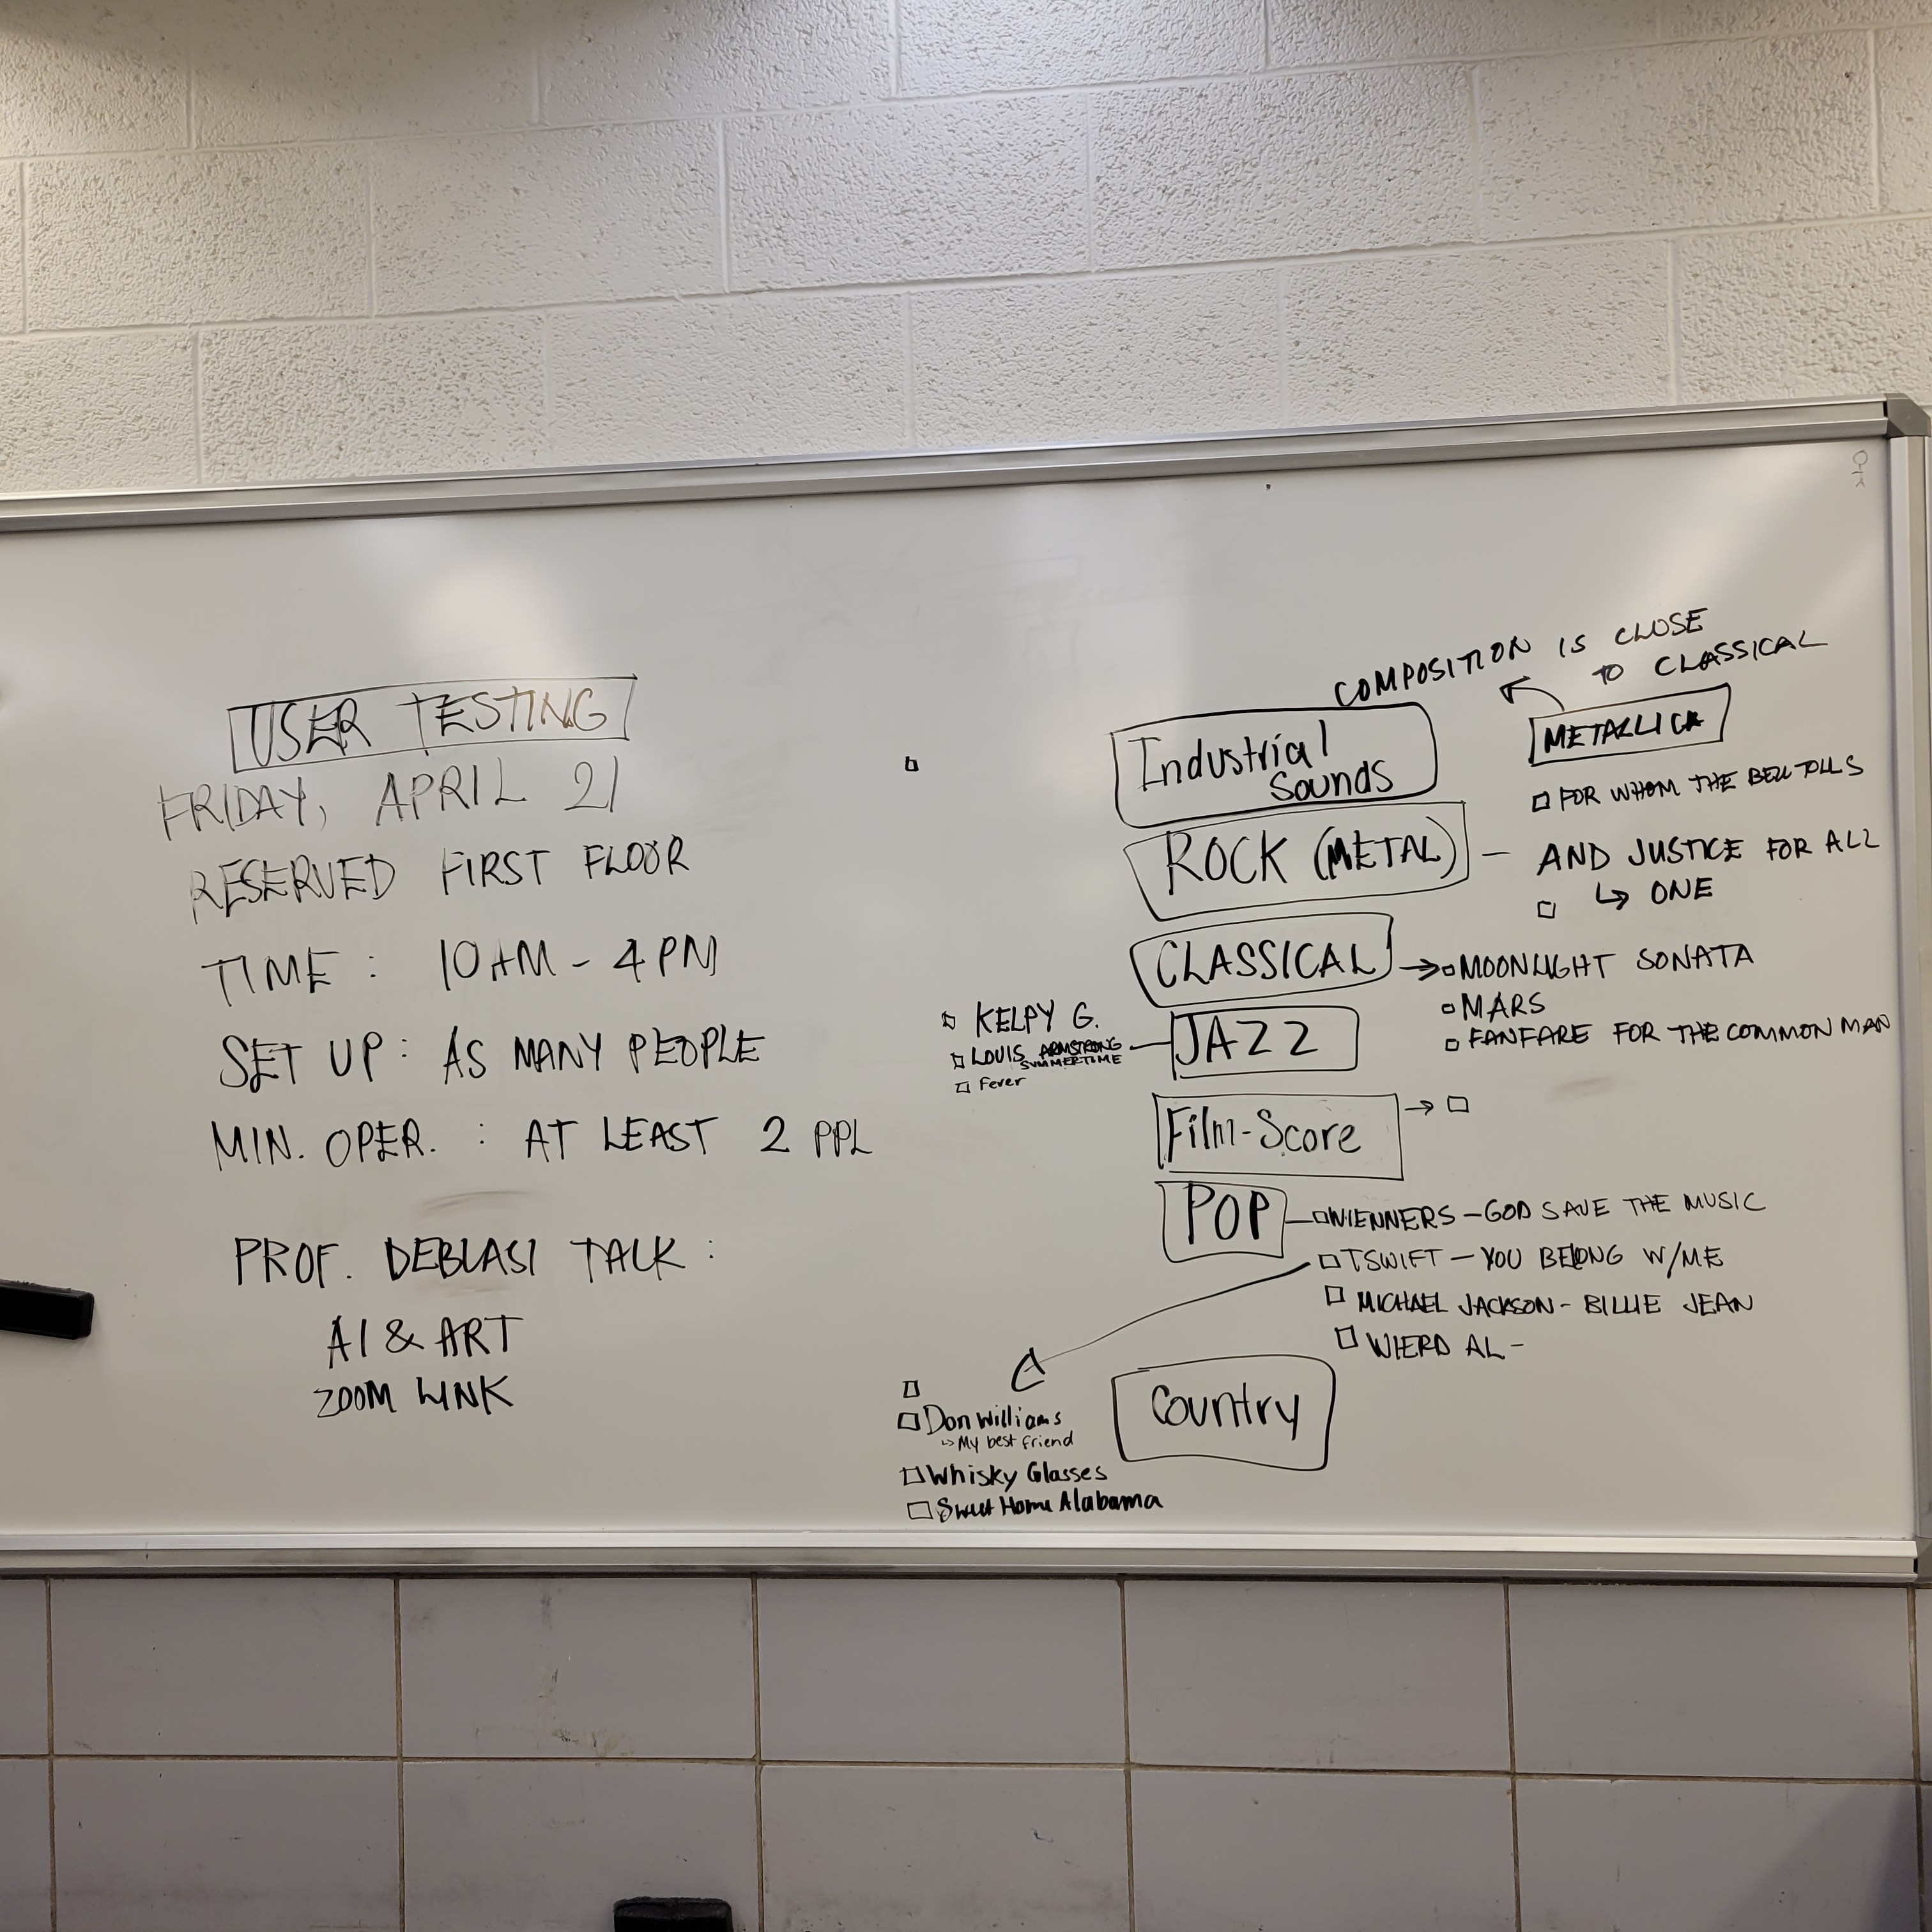 USER TESTING
FRIDAY, APRIL 21
RESERVED FIRST FLOOR
TIME : 10AM - 4PM
SET UP : AS MANY PEOPLE
MIN. OPER. : AT LEAST 2 PPL
PROF. DEBLASI TALK :
AI & ART
ZOOM LINK
COMPOSITION IS CLOSE
TO CLASSICAL
METALLICA
FOR WHOM THE BELL TOLLS
Industrial
Sounds
ROCK (METAL) — AND JUSTICE FOR ALL
↳ ONE
CLASSICAL → MOONLIGHT SONATA
MARS
FANFARE FOR THE COMMON MAN
JAZZ
KELPY G.
LOUIS ARMSTRONG
SUMMERTIME
Fever
Film-Score →
POP — WIENNERS — GOD SAVE THE MUSIC
TSWIFT — YOU BELONG W/ME
MICHAEL JACKSON - BILLIE JEAN
WIERD AL -
Country
Don Williams
↳ My best friend
Whisky Glasses
Sweet Home Alabama